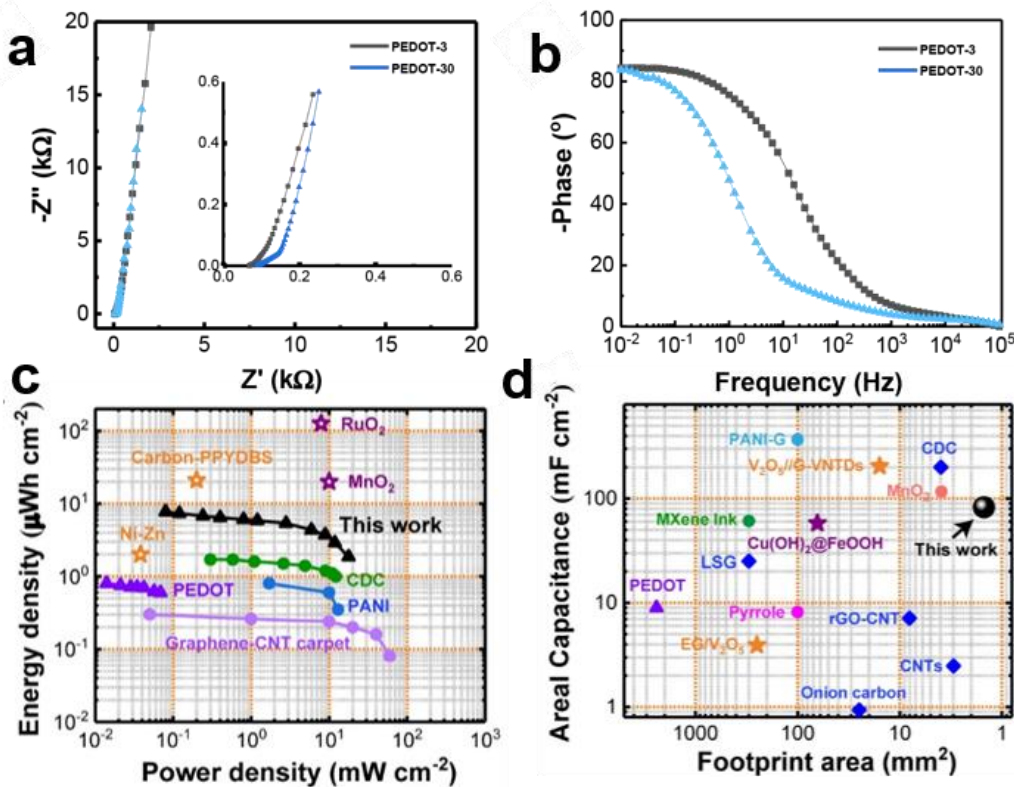 a
20
15
10
5
0
-Z" (kΩ)
PEDOT-3
PEDOT-30
0.6
0.4
0.2
0.0
0.0 0.2 0.4 0.6
0 5 10 15 20
Z' (kΩ)
b
100
80
60
40
20
0
-Phase (°)
PEDOT-3
PEDOT-30
10⁻² 10⁻¹ 10⁰ 10¹ 10² 10³ 10⁴ 10⁵
Frequency (Hz)
c
10²
10¹
10⁰
10⁻¹
10⁻²
Energy density (µWh cm⁻²)
RuO₂
Carbon-PPYDBS
MnO₂
This work
Ni-Zn
CDC
PEDOT
PANI
Graphene-CNT carpet
10⁻² 10⁻¹ 10⁰ 10¹ 10² 10³
Power density (mW cm⁻²)
d
100
10
1
Areal Capacitance (mF cm⁻²)
PANI-G
CDC
V₂O₅//G-VNTDs
MnO₂
MXene Ink
Cu(OH)₂@FeOOH
This work
LSG
PEDOT
Pyrrole
rGO-CNT
EG/V₂O₅
CNTs
Onion carbon
1000 100 10 1
Footprint area (mm²)